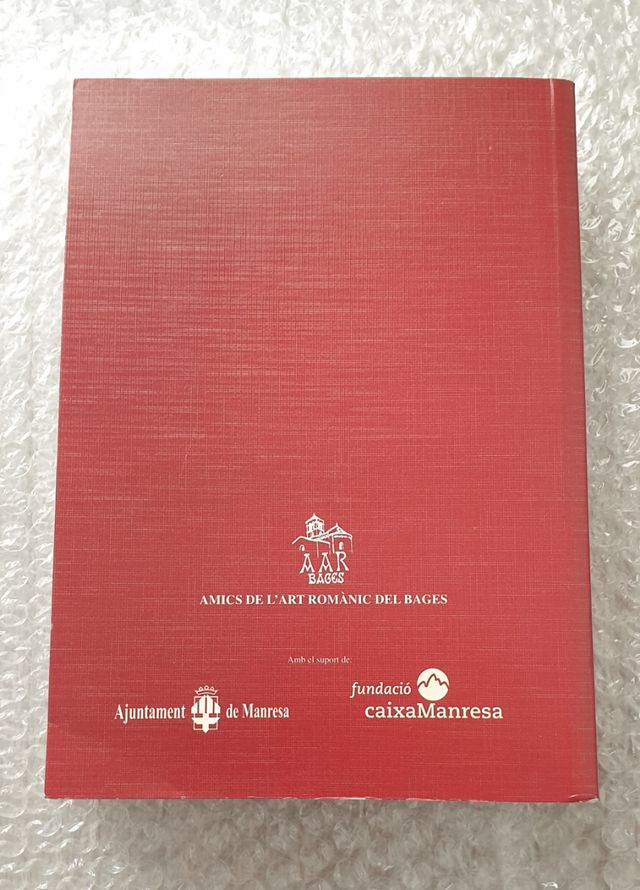 AAR
BAGES
AMICS DE L'ART ROMÀNIC DEL BAGES
Amb el suport de:
Ajuntament de Manresa
fundació
caixaManresa